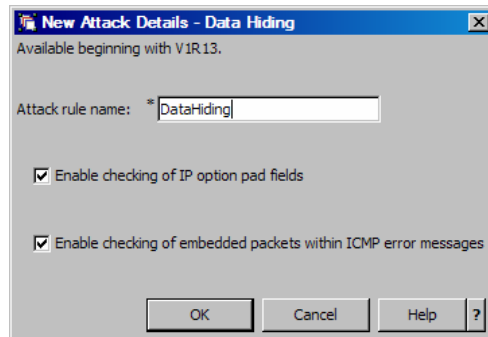 New Attack Details - Data Hiding
Available beginning with V1R13.
Attack rule name: * DataHiding
Enable checking of IP option pad fields
Enable checking of embedded packets within ICMP error messages
OK Cancel Help ?